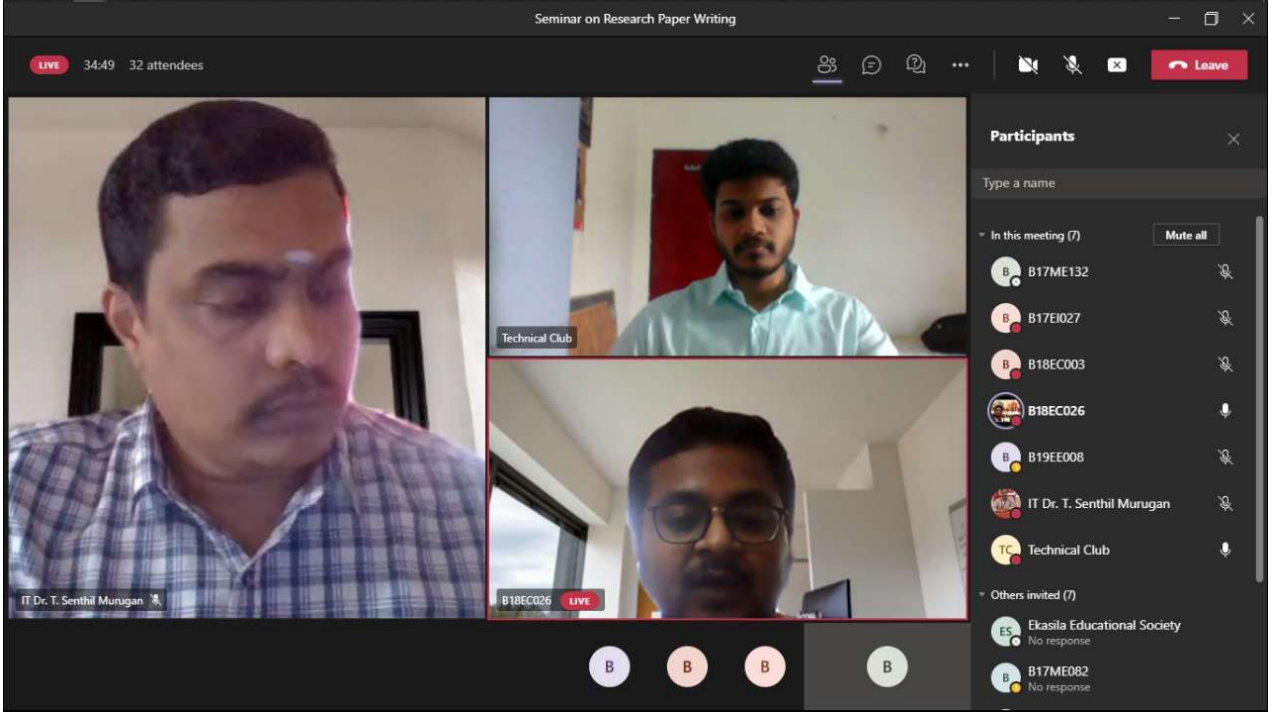 Seminar on Research Paper Writing
LIVE 34:49 32 attendees
Leave
Technical Club
IT Dr. T. Senthil Murugan
B18EC026 LIVE
B
B
B
B
Participants
Type a name
In this meeting (7)
Mute all
B B17ME132
B B17EI027
B B18EC003
B18EC026
B B19EE008
IT Dr. T. Senthil Murugan
TC Technical Club
Others invited (7)
ES Ekasila Educational Society
No response
B B17ME082
No response